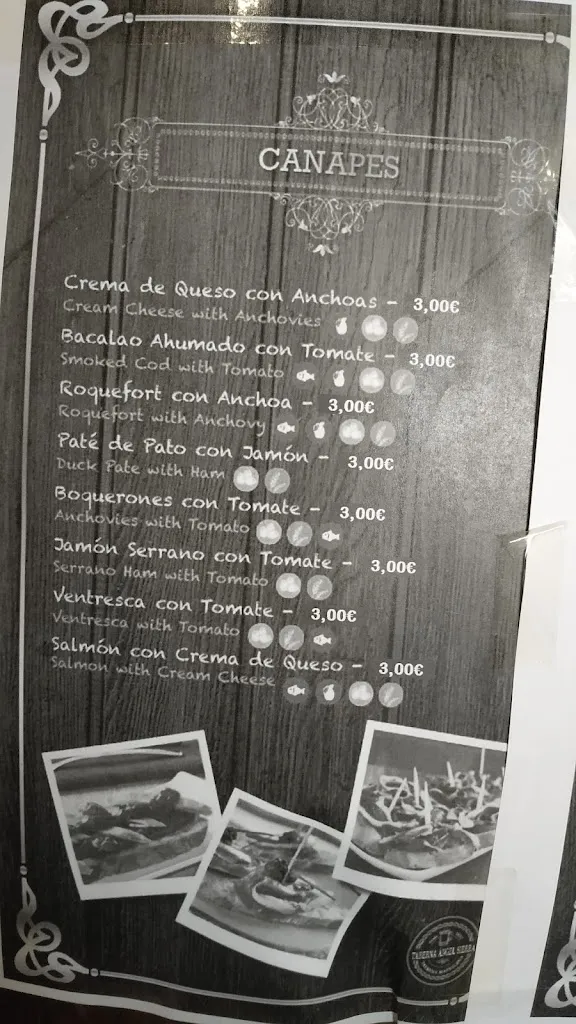 CANAPES
Crema de Queso con Anchoas - 3,00€
Cream Cheese with Anchovies
Bacalao Ahumado con Tomate - 3,00€
Smoked Cod with Tomato
Roquefort con Anchoa - 3,00€
Roquefort with Anchovy
Paté de Pato con Jamón - 3,00€
Duck Pate with Ham
Boquerones con Tomate - 3,00€
Anchovies with Tomato
Jamón Serrano con Tomate - 3,00€
Serrano Ham with Tomato
Ventresca con Tomate - 3,00€
Ventresca with Tomato
Salmón con Crema de Queso - 3,00€
Salmon with Cream Cheese
TABERNA ANGEL SIERRA